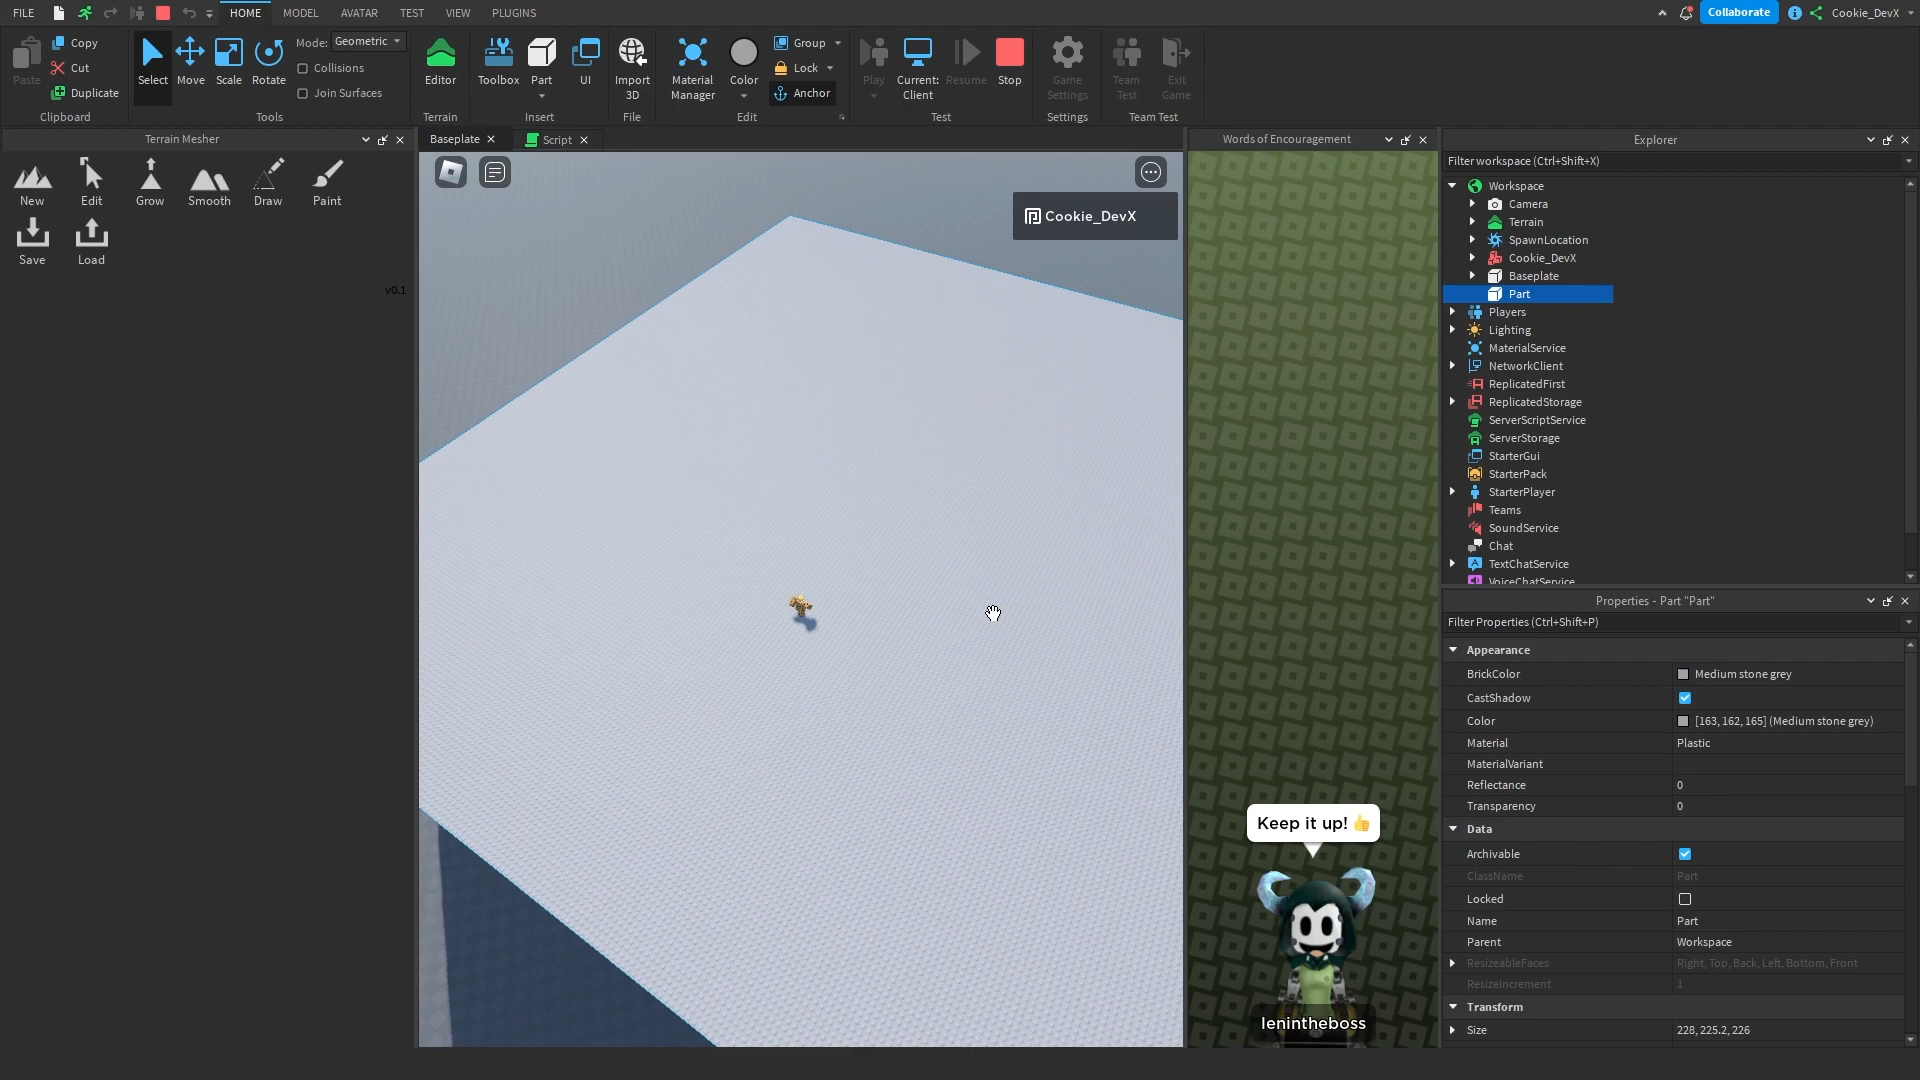 FILE HOME MODEL AVATAR TEST VIEW PLUGINS Collaborate Cookie_DevX
Paste
Copy
Cut
Duplicate
Clipboard
Select Move Scale Rotate
Mode: Geometric
Collisions
Join Surfaces
Tools
Editor
Terrain
Toolbox Part UI
Insert
Import
3D
File
Material
Manager
Color
Group
Lock
Anchor
Edit
Play
Current:
Client
Resume Stop
Test
Game
Settings
Settings
Team
Test
Exit
Game
Team Test
Terrain Mesher
New Edit Grow Smooth Draw Paint
Save Load
v0.1
Baseplate
Script
Cookie_DevX
Words of Encouragement
Keep it up! 👍
lenintheboss
Explorer
Filter workspace (Ctrl+Shift+X)
Workspace
Camera
Terrain
SpawnLocation
Cookie_DevX
Baseplate
Part
Players
Lighting
MaterialService
NetworkClient
ReplicatedFirst
ReplicatedStorage
ServerScriptService
ServerStorage
StarterGui
StarterPack
StarterPlayer
Teams
SoundService
Chat
TextChatService
VoiceChatService
Properties - Part "Part"
Filter Properties (Ctrl+Shift+P)
Appearance
BrickColor Medium stone grey
CastShadow
Color [163, 162, 165] (Medium stone grey)
Material Plastic
MaterialVariant
Reflectance 0
Transparency 0
Data
Archivable
ClassName Part
Locked
Name Part
Parent Workspace
ResizeableFaces Right, Top, Back, Left, Bottom, Front
ResizeIncrement 1
Transform
Size 228, 225.2, 226